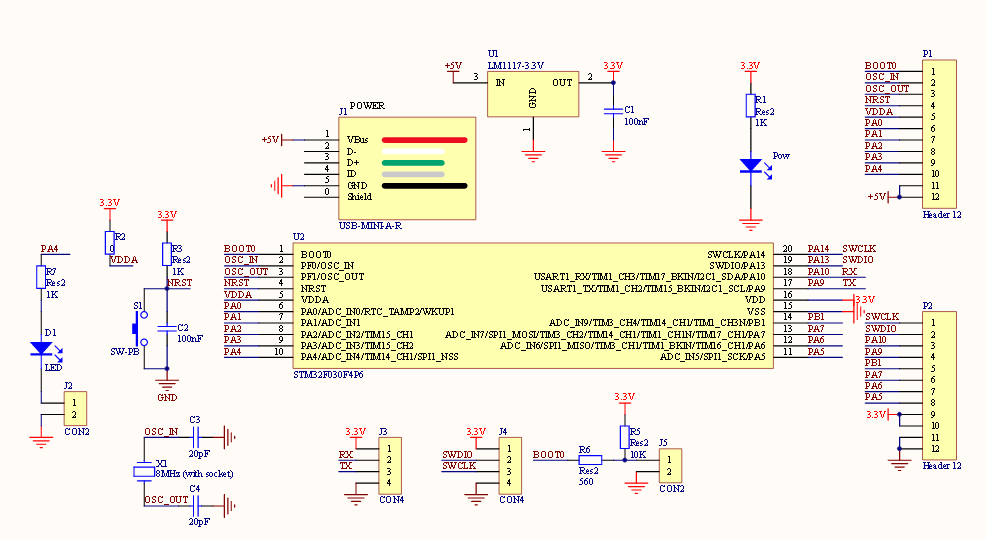 U1
LM1117-3.3V
+5V
3
IN
OUT
2
3.3V
GND
1
C1
100nF
3.3V
R1
Res2
1K
Pow
P1
BOOT0 1
OSC_IN 2
OSC_OUT 3
NRST 4
VDDA 5
PA0 6
PA1 7
PA2 8
PA3 9
PA4 10
11
+5V 12
Header 12
POWER
J1
+5V 1 VBus
2 D-
3 D+
4 ID
5 GND
0 Shield
USB-MINI-A-R
3.3V
R2
0
VDDA
3.3V
R3
Res2
1K
NRST
S1
SW-PB
C2
100nF
GND
PA4
R7
Res2
1K
D1
LED
J2
1
2
CON2
U2
BOOT0 1 BOOT0
OSC_IN 2 PF0/OSC_IN
OSC_OUT 3 PF1/OSC_OUT
NRST 4 NRST
VDDA 5 VDDA
PA0 6 PA0/ADC_IN0/RTC_TAMP2/WKUP1
PA1 7 PA1/ADC_IN1
PA2 8 PA2/ADC_IN2/TIM15_CH1
PA3 9 PA3/ADC_IN3/TIM15_CH2
PA4 10 PA4/ADC_IN4/TIM14_CH1/SPI1_NSS
SWCLK/PA14 20 PA14 SWCLK
SWDIO/PA13 19 PA13 SWDIO
USART1_RX/TIM1_CH3/TIM17_BKIN/I2C1_SDA/PA10 18 PA10 RX
USART1_TX/TIM1_CH2/TIM15_BKIN/I2C1_SCL/PA9 17 PA9 TX
VDD 16 3.3V
VSS 15
ADC_IN9/TIM3_CH4/TIM14_CH1/TIM1_CH3N/PB1 14 PB1
ADC_IN7/SPI1_MOSI/TIM3_CH2/TIM14_CH1/TIM1_CH1N/TIM17_CH1/PA7 13 PA7
ADC_IN6/SPI1_MISO/TIM3_CH1/TIM1_BKIN/TIM16_CH1/PA6 12 PA6
ADC_IN5/SPI1_SCK/PA5 11 PA5
STM32F030F4P6
P2
SWCLK 1
SWDIO 2
PA10 3
PA9 4
PB1 5
PA7 6
PA6 7
PA5 8
3.3V 9
10
11
12
Header 12
OSC_IN
C3
20pF
X1
8MHz (with socket)
OSC_OUT
C4
20pF
3.3V
J3
1
RX 2
TX 3
4
CON4
3.3V
J4
1
SWDIO 2
SWCLK 3
4
CON4
3.3V
R5
Res2
10K
BOOT0
R6
Res2
560
J5
1
2
CON2